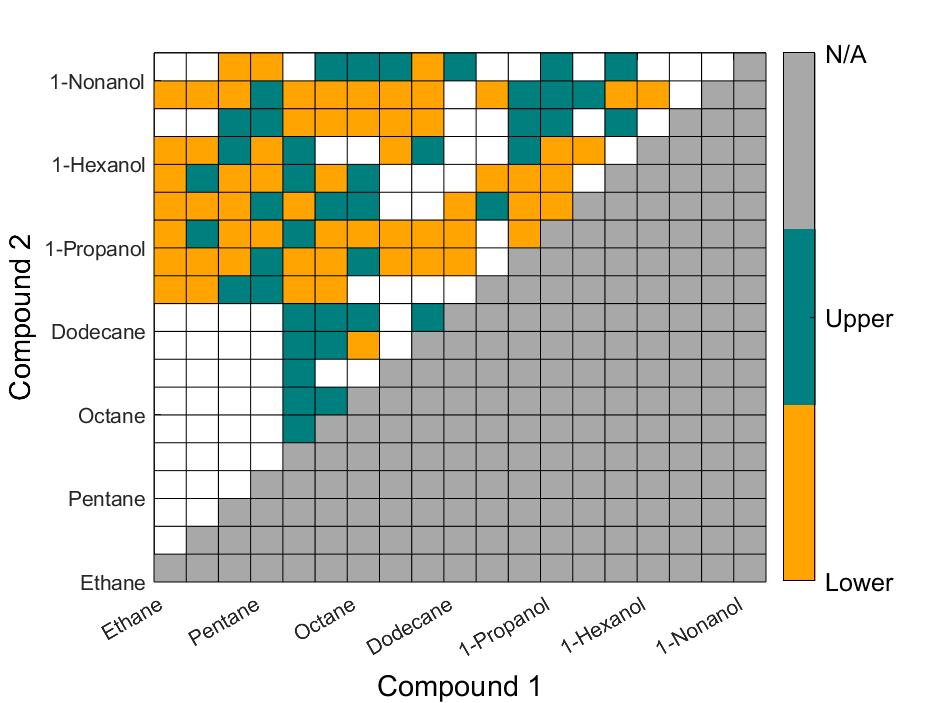 N/A
1-Nonanol
1-Hexanol
1-Propanol
Upper
Dodecane
Octane
Pentane
Ethane
Lower
Compound 2
Ethane
Pentane
Octane
Dodecane
1-Propanol
1-Hexanol
1-Nonanol
Compound 1